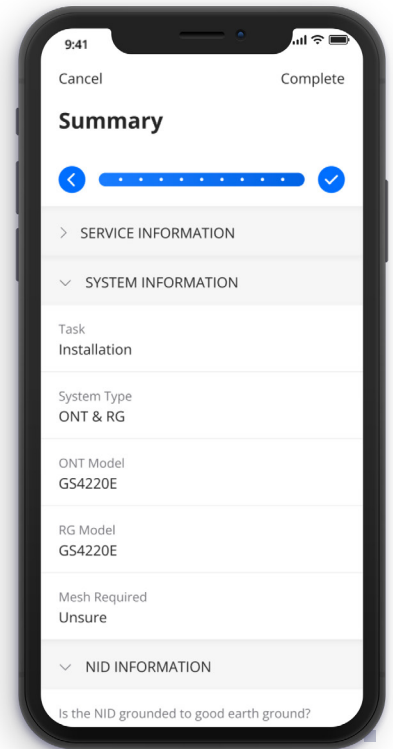 9:41
Cancel
Complete
Summary
SERVICE INFORMATION
SYSTEM INFORMATION
Task
Installation
System Type
ONT & RG
ONT Model
GS4220E
RG Model
GS4220E
Mesh Required
Unsure
NID INFORMATION
Is the NID grounded to good earth ground?